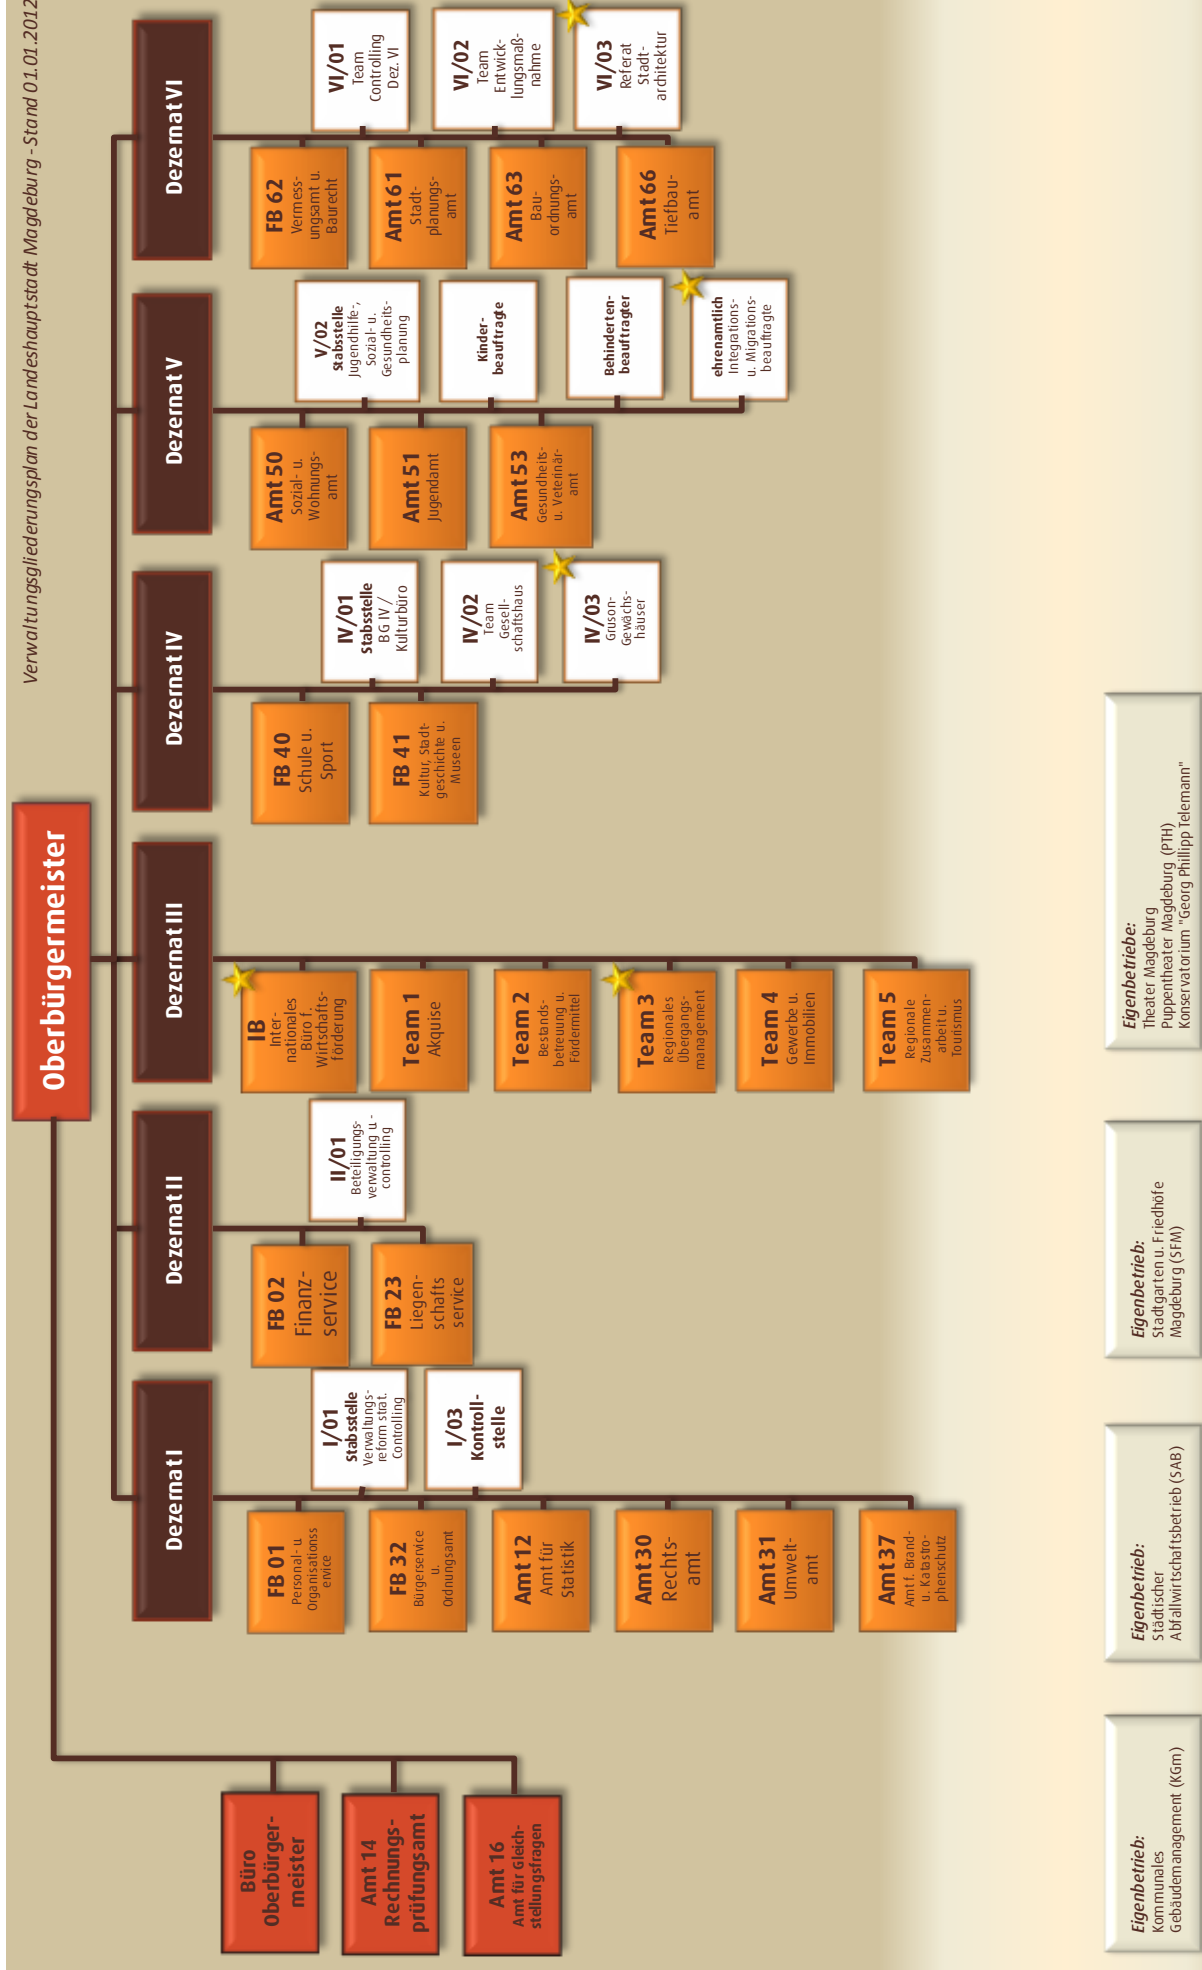 Verwaltungsgliederungsplan der Landeshauptstadt Magdeburg - Stand 01.01.2012
Oberbürgermeister
Büro
Oberbürger-
meister
Amt 14
Rechnungs-
prüfungsamt
Amt 16
Amt für Gleich-
stellungsfragen
Dezernat I
FB 01
Personal- u
Organisationss
ervice
FB 32
Bürgerservice
u.
Ordnungsamt
Amt 12
Amt für
Statistik
Amt 30
Rechts-
amt
Amt 31
Umwelt-
amt
Amt 37
Amt f. Brand-
u. Katastro-
phenschutz
I/01
Stabsstelle
Verwaltungs-
reform strat.
Controlling
I/03
Kontroll-
stelle
Dezernat II
FB 02
Finanz-
service
FB 23
Liegen-
schafts
service
II/01
Beteiligungs-
verwaltung u -
controlling
Dezernat III
IB
Inter-
nationales
Büro f.
Wirtschafts-
förderung
Team 1
Akquise
Team 2
Bestands-
betreuung u.
Fördermittel
Team 3
Regionales
Übergangs-
management
Team 4
Gewerbe u.
Immobilien
Team 5
Regionale
Zusammen-
arbeit u.
Tourismus
Dezernat IV
FB 40
Schule u.
Sport
FB 41
Kultur, Stadt-
geschichte u.
Museen
IV/01
Stabsstelle
BG IV /
Kulturbüro
IV/02
Team
Gesell-
schaftshaus
IV/03
Gruson-
Gewächs-
häuser
Dezernat V
Amt 50
Sozial- u.
Wohnungs-
amt
Amt 51
Jugendamt
Amt 53
Gesundheits-
u. Veterinär-
amt
V/02
Stabsstelle
Jugendhilfe-,
Sozial- u.
Gesundheits-
planung
Kinder-
beauftragte
Behinderten-
beauftragter
ehrenamtlich
Integrations-
u. Migrations-
beauftragte
Dezernat VI
FB 62
Vermess-
ungsamt u.
Baurecht
Amt 61
Stadt-
planungs-
amt
Amt 63
Bau-
ordnungs-
amt
Amt 66
Tiefbau-
amt
VI/01
Team
Controlling
Dez. VI
VI/02
Team
Entwick-
lungsmaß-
nahme
VI/03
Referat
Stadt-
architektur
Eigenbetrieb:
Kommunales
Gebäudemanagement (KGm)
Eigenbetrieb:
Städtischer
Abfallwirtschaftsbetrieb (SAB)
Eigenbetrieb:
Stadtgarten u. Friedhöfe
Magdeburg (SFM)
Eigenbetriebe:
Theater Magdeburg
Puppentheater Magdeburg (PTH)
Konservatorium "Georg Phillipp Telemann"